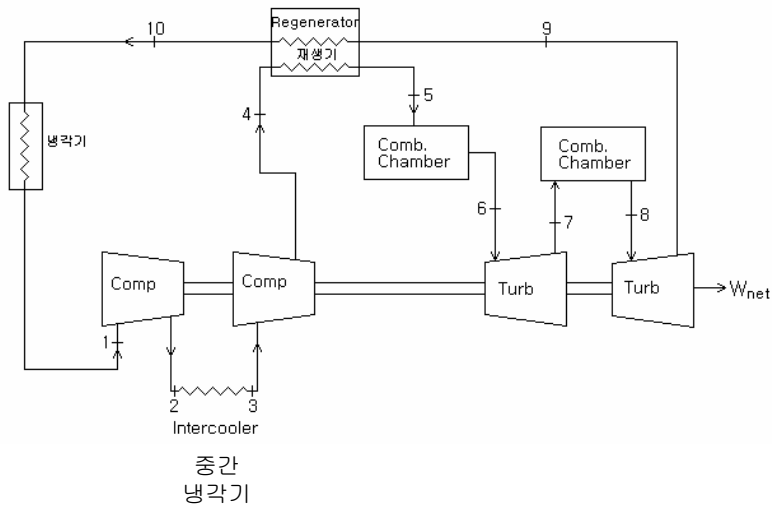 10
Regenerator
9
재생기
4
5
냉각기
Comb.
Chamber
Comb.
Chamber
6
7
8
Comp
Comp
Turb
Turb
Wnet
1
2
3
Intercooler
중간
냉각기